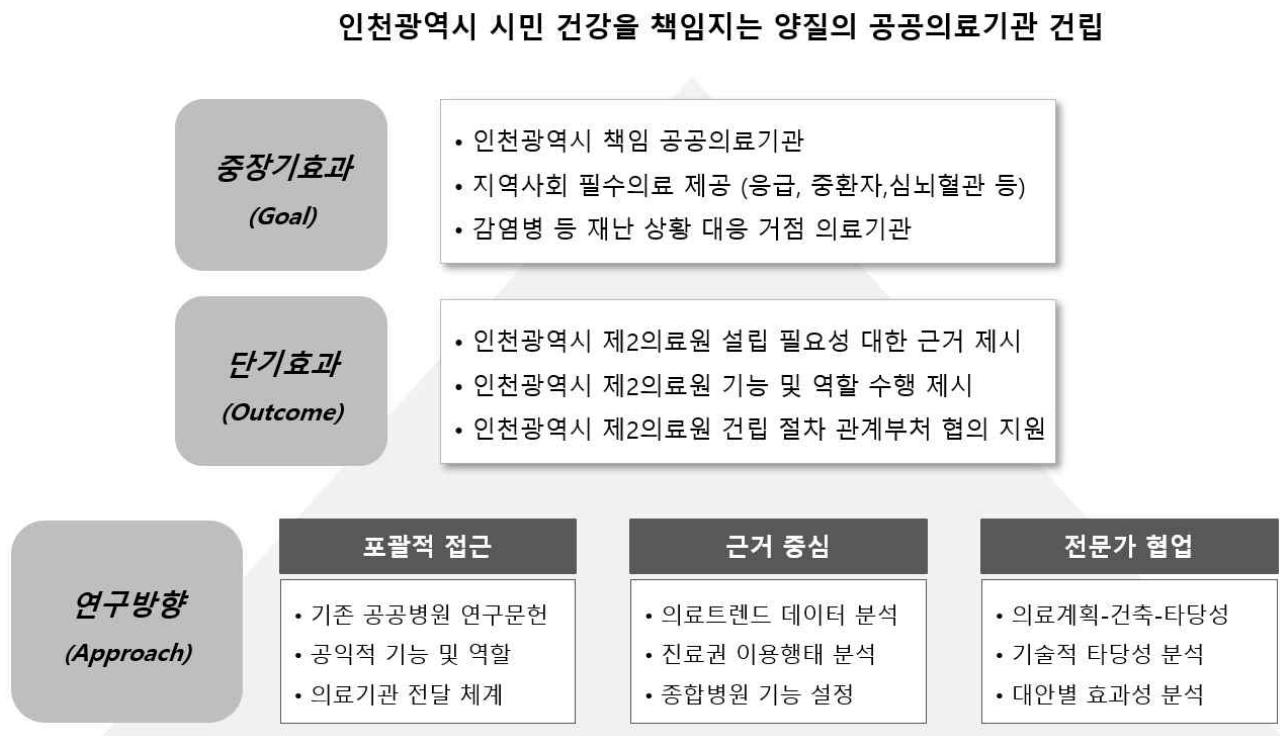 인천광역시 시민 건강을 책임지는 양질의 공공의료기관 건립
중장기효과
(Goal)
• 인천광역시 책임 공공의료기관
• 지역사회 필수의료 제공 (응급, 중환자,심뇌혈관 등)
• 감염병 등 재난 상황 대응 거점 의료기관
단기효과
(Outcome)
• 인천광역시 제2의료원 설립 필요성 대한 근거 제시
• 인천광역시 제2의료원 기능 및 역할 수행 제시
• 인천광역시 제2의료원 건립 절차 관계부처 협의 지원
연구방향
(Approach)
포괄적 접근
• 기존 공공병원 연구문헌
• 공익적 기능 및 역할
• 의료기관 전달 체계
근거 중심
• 의료트렌드 데이터 분석
• 진료권 이용행태 분석
• 종합병원 기능 설정
전문가 협업
• 의료계획-건축-타당성
• 기술적 타당성 분석
• 대안별 효과성 분석